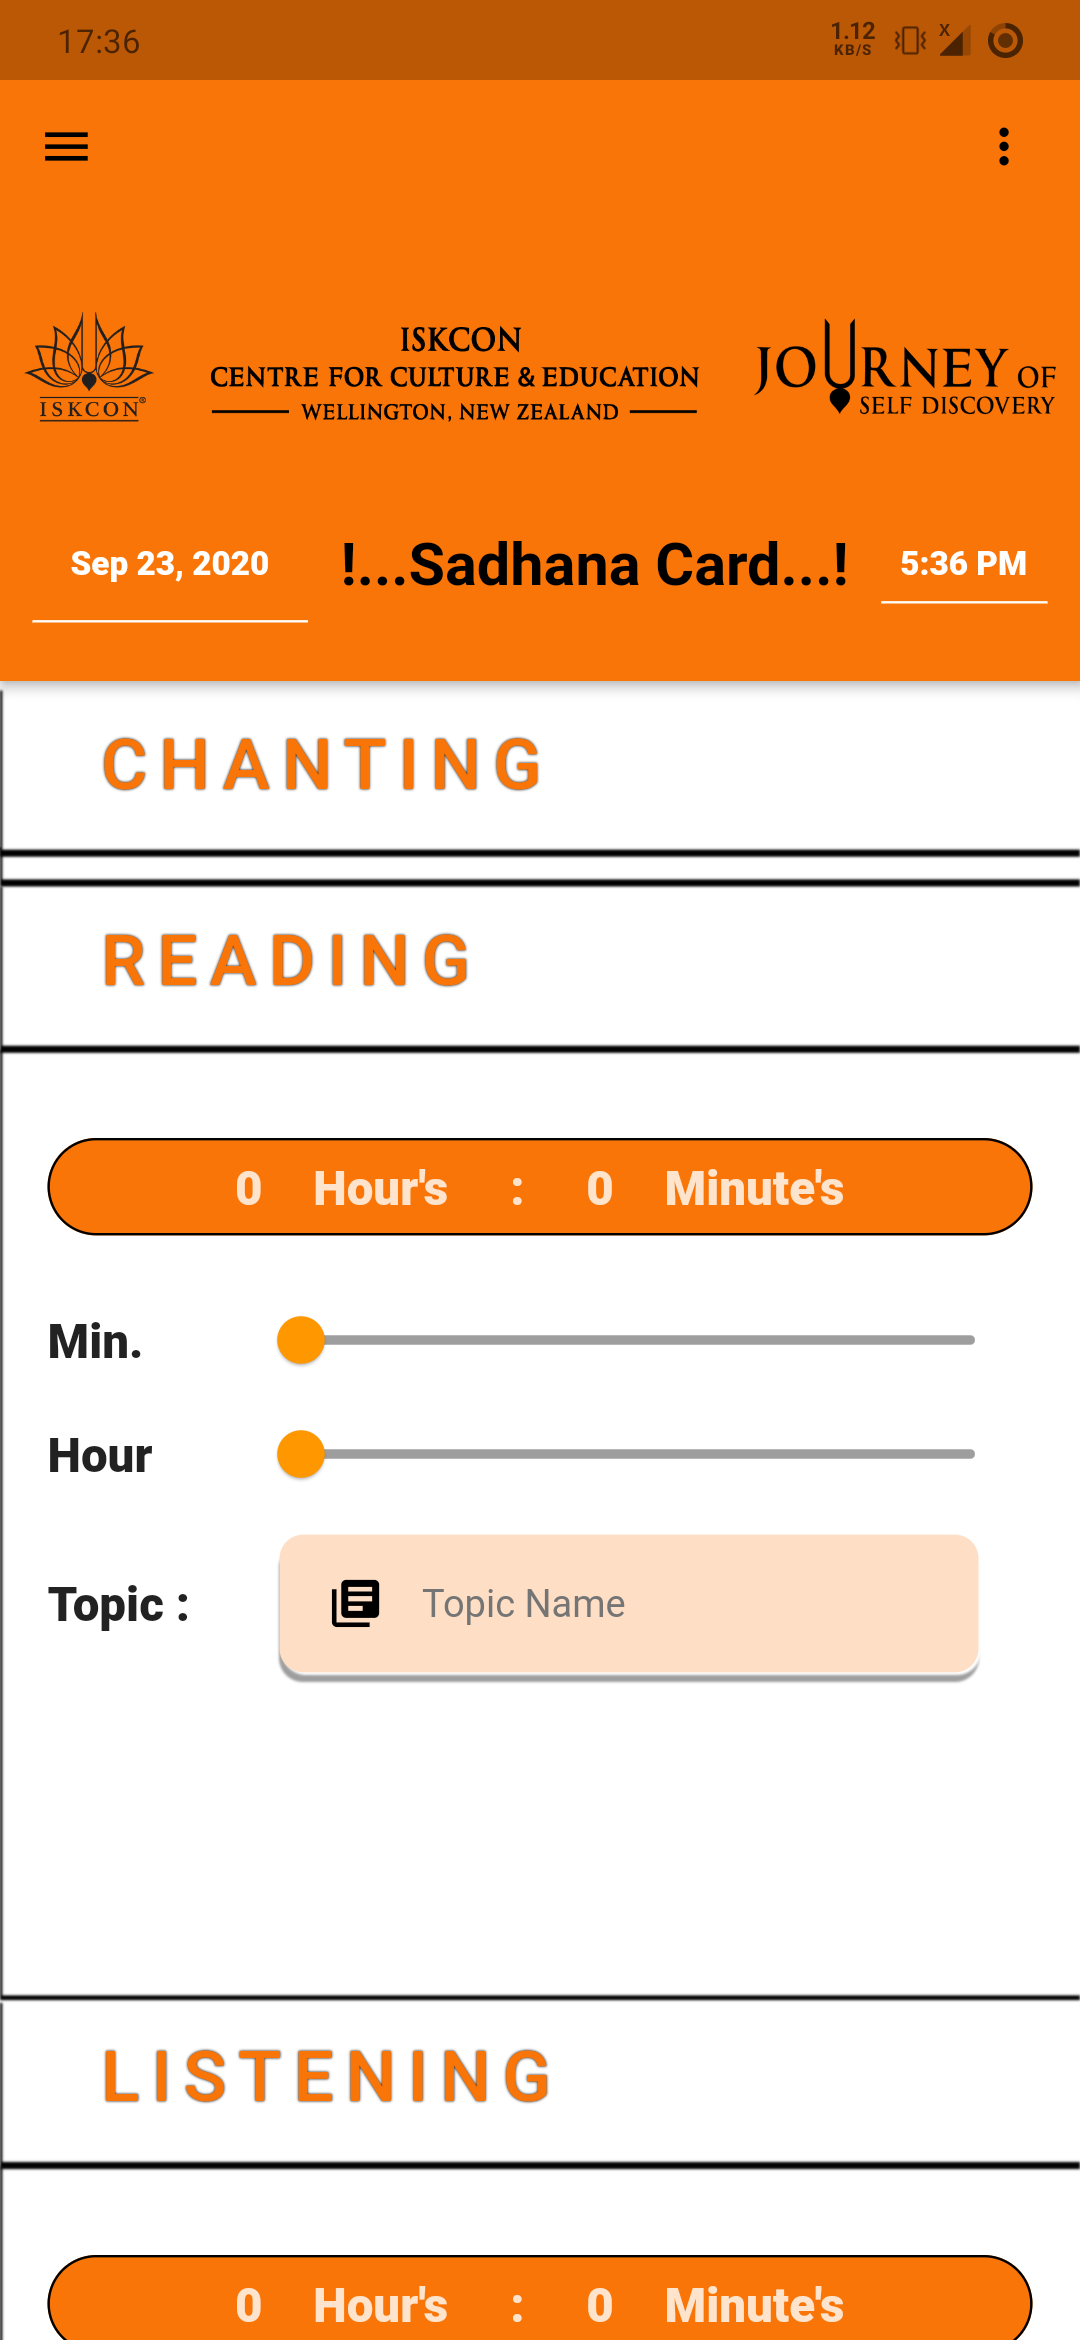 17:36
1.12
KB/S
X
ISKCON®
ISKCON
CENTRE FOR CULTURE & EDUCATION
WELLINGTON, NEW ZEALAND
JOURNEY OF
SELF DISCOVERY
Sep 23, 2020 !...Sadhana Card...! 5:36 PM
CHANTING
READING
0 Hour's : 0 Minute's
Min.
Hour
Topic : Topic Name
LISTENING
0 Hour's : 0 Minute's